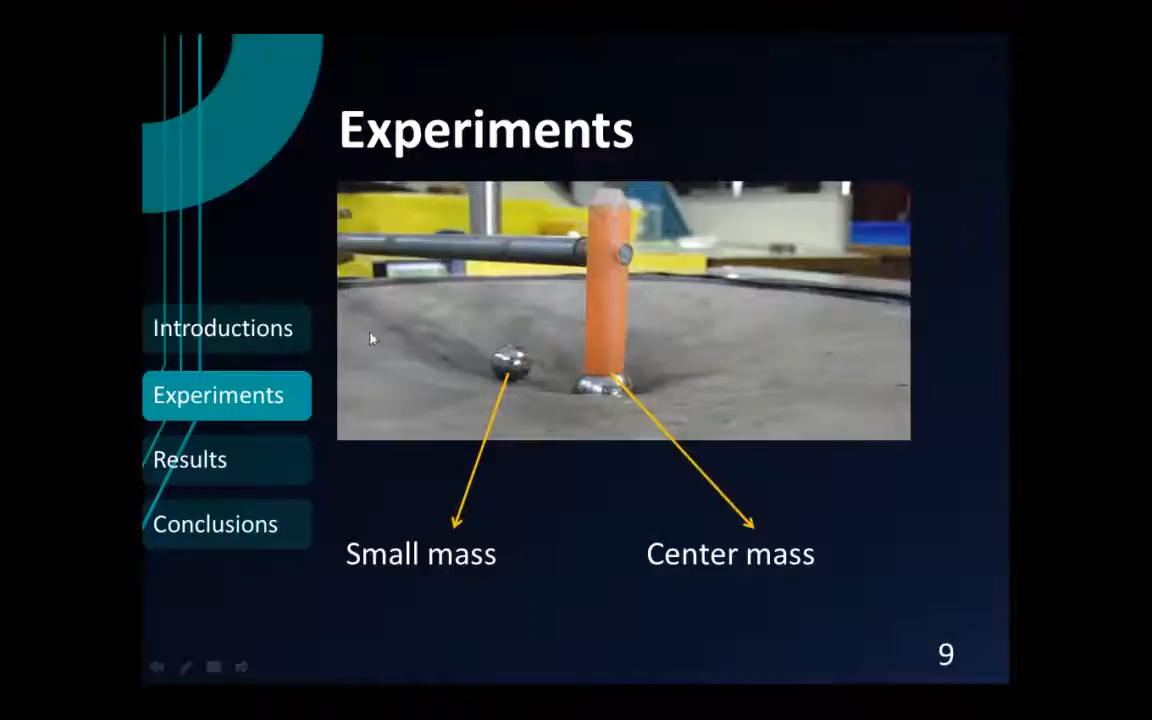 Experiments
Introductions
Experiments
Results
Conclusions
Small mass
Center mass
9